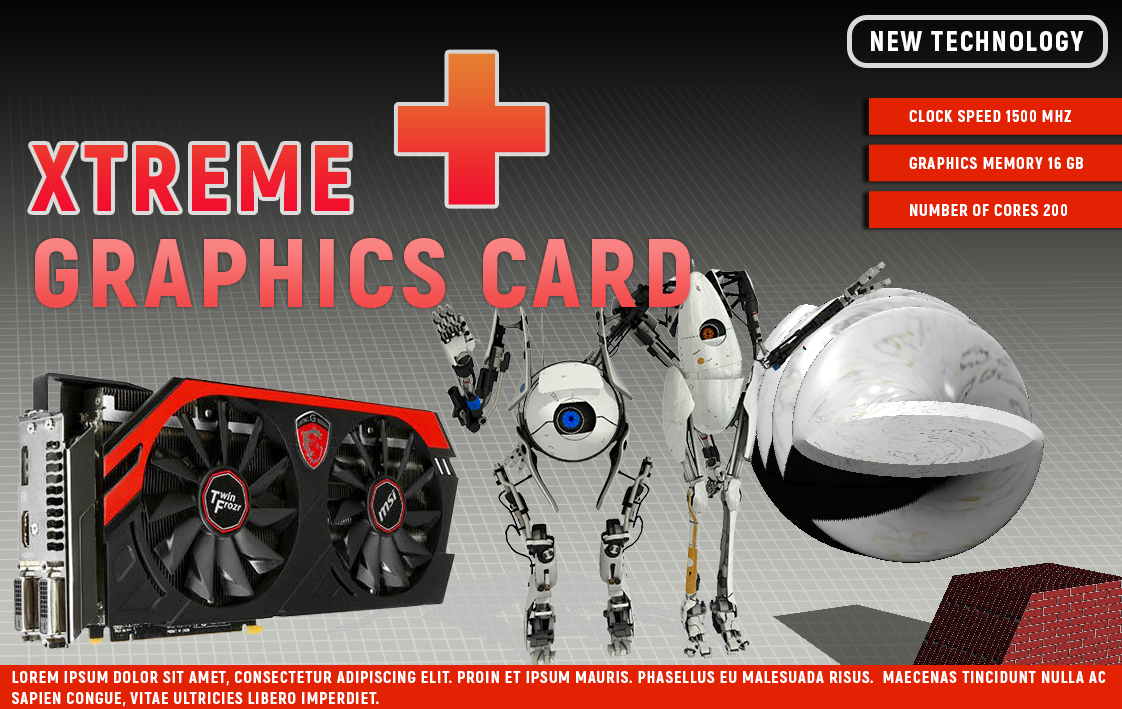 NEW TECHNOLOGY
XTREME
GRAPHICS CARD
CLOCK SPEED 1500 MHZ
GRAPHICS MEMORY 16 GB
NUMBER OF CORES 200
Twin
Frozr
msi
LOREM IPSUM DOLOR SIT AMET, CONSECTETUR ADIPISCING ELIT. PROIN ET IPSUM MAURIS. PHASELLUS EU MALESUADA RISUS. MAECENAS TINCIDUNT NULLA AC
SAPIEN CONGUE, VITAE ULTRICIES LIBERO IMPERDIET.